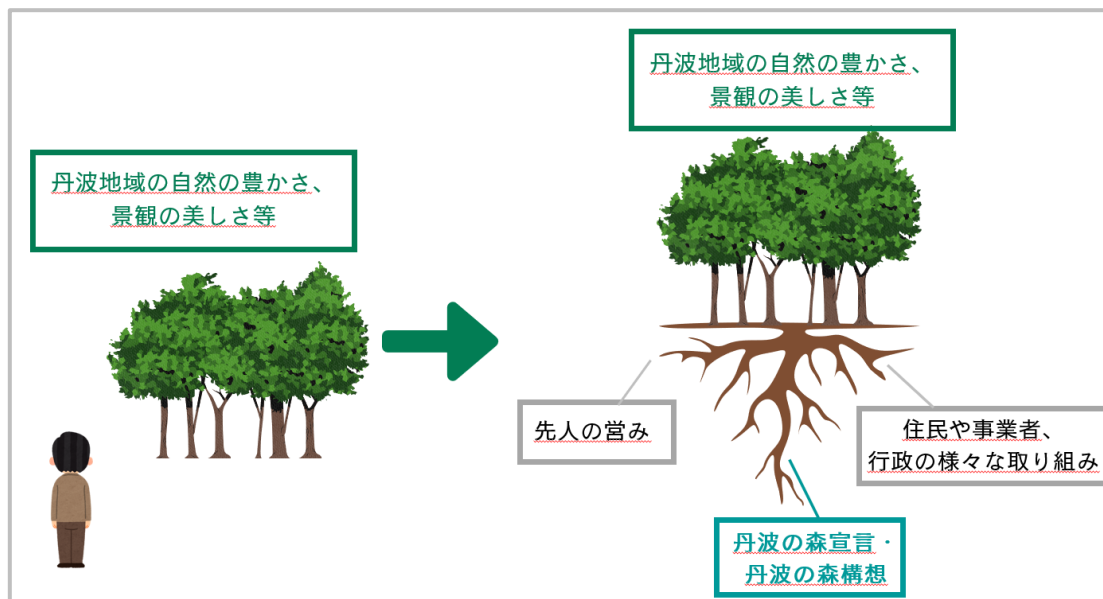 丹波地域の自然の豊かさ、
景観の美しさ等
丹波地域の自然の豊かさ、
景観の美しさ等
先人の営み
住民や事業者、
行政の様々な取り組み
丹波の森宣言・
丹波の森構想